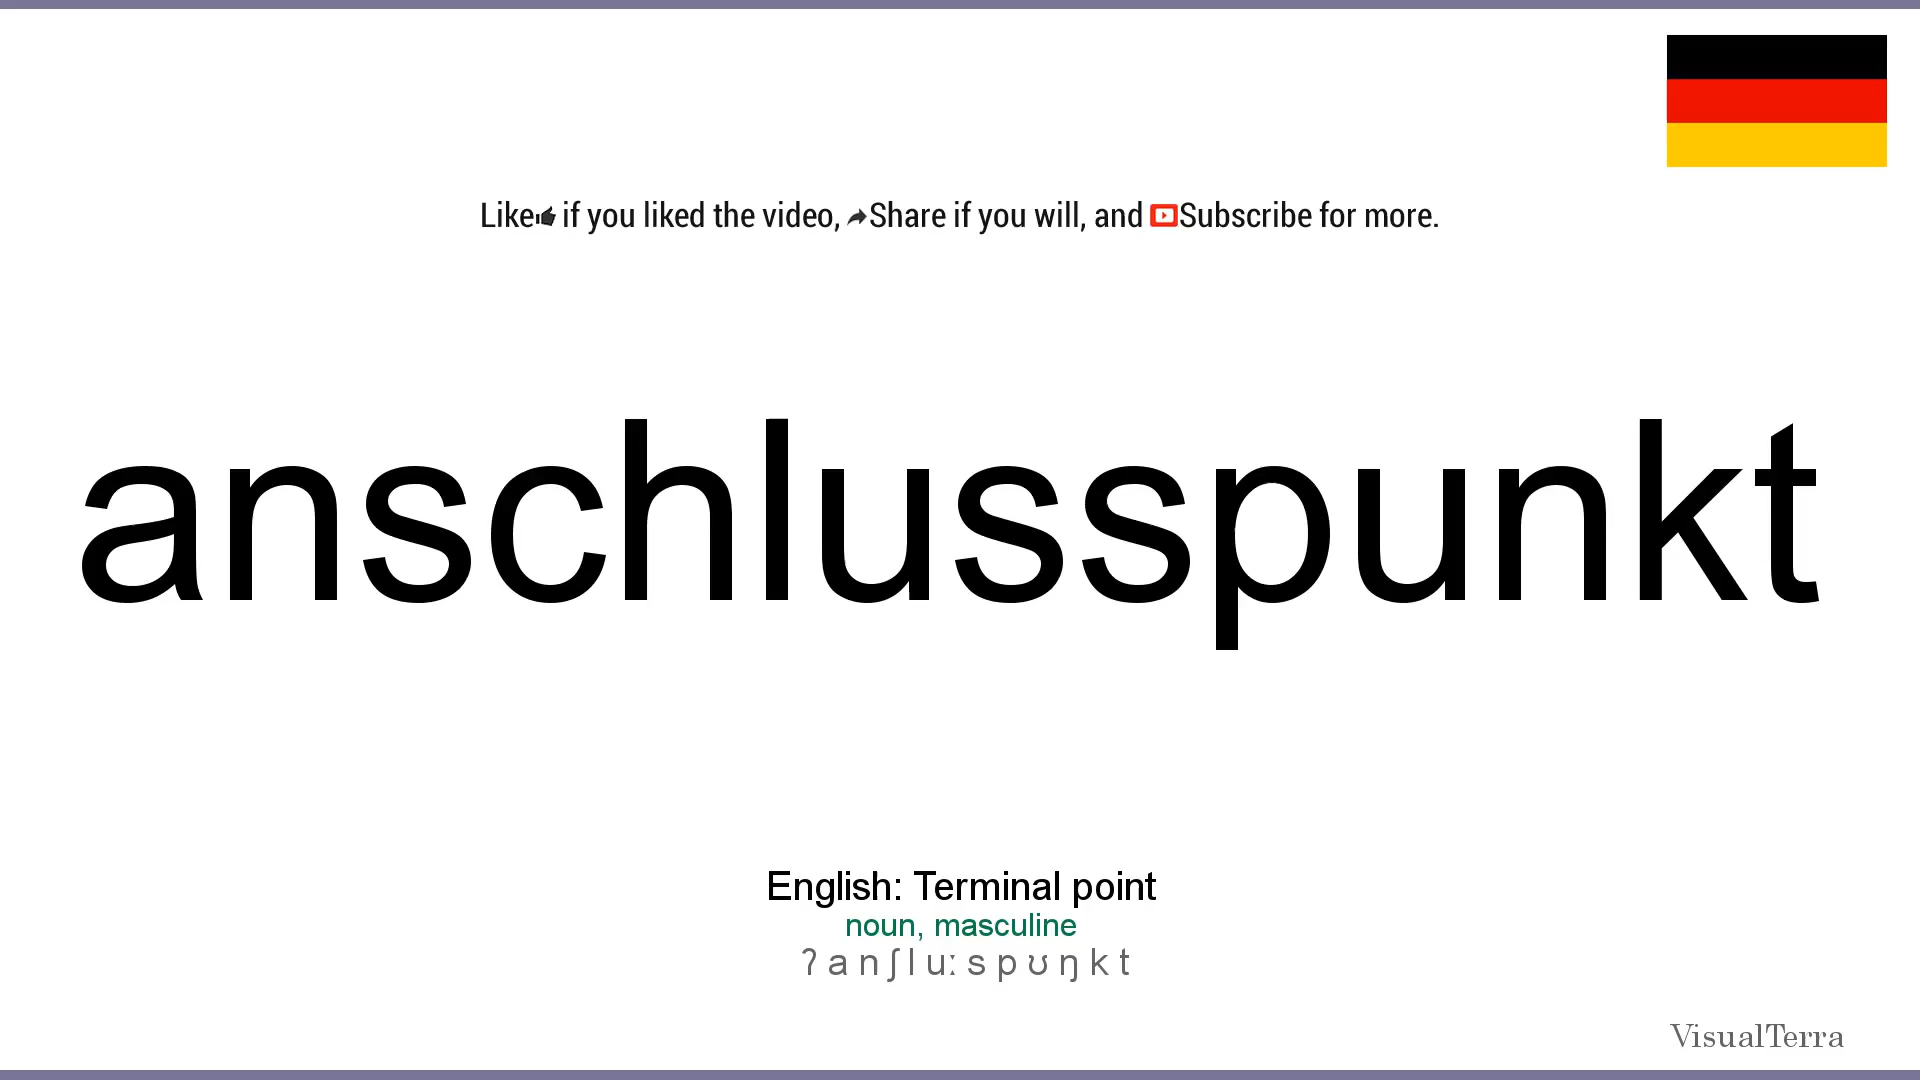 Like if you liked the video, Share if you will, and Subscribe for more.
anschlusspunkt
English: Terminal point
noun, masculine
ʔ a n ʃ l uː s p ʊ ŋ k t
VisualTerra